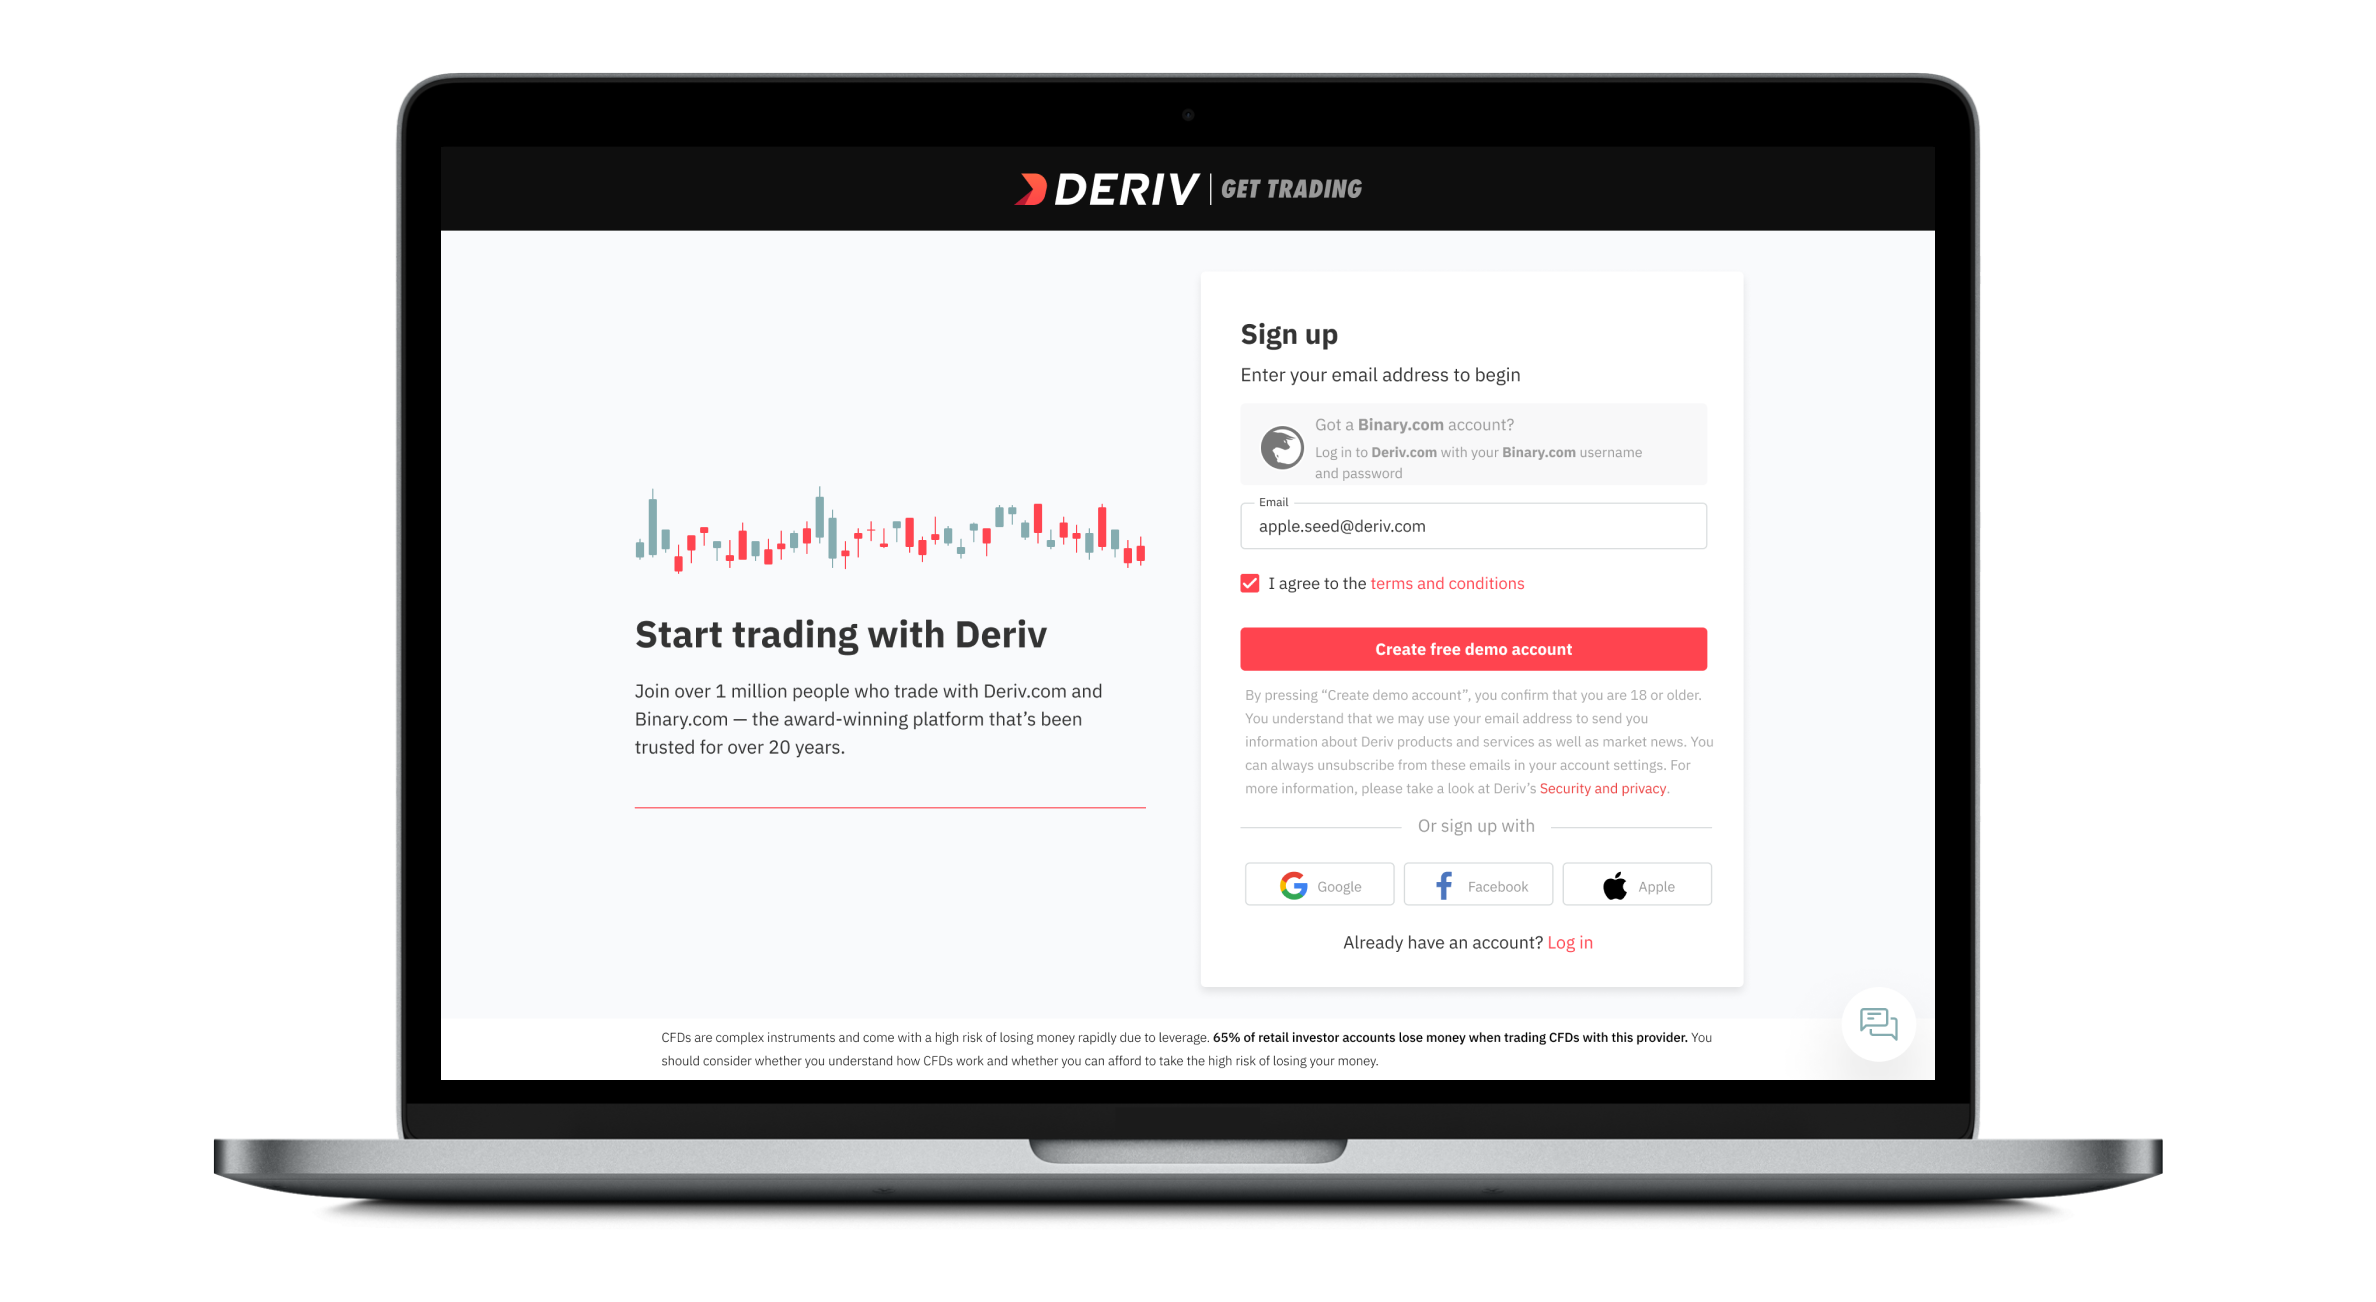 DERIV | GET TRADING
Start trading with Deriv
Join over 1 million people who trade with Deriv.com and
Binary.com — the award-winning platform that’s been
trusted for over 20 years.
Sign up
Enter your email address to begin
Got a Binary.com account?
Log in to Deriv.com with your Binary.com username
and password
Email
apple.seed@deriv.com
I agree to the terms and conditions
Create free demo account
By pressing “Create demo account”, you confirm that you are 18 or older.
You understand that we may use your email address to send you
information about Deriv products and services as well as market news. You
can always unsubscribe from these emails in your account settings. For
more information, please take a look at Deriv’s Security and privacy.
Or sign up with
Google
Facebook
Apple
Already have an account? Log in
CFDs are complex instruments and come with a high risk of losing money rapidly due to leverage. 65% of retail investor accounts lose money when trading CFDs with this provider. You
should consider whether you understand how CFDs work and whether you can afford to take the high risk of losing your money.